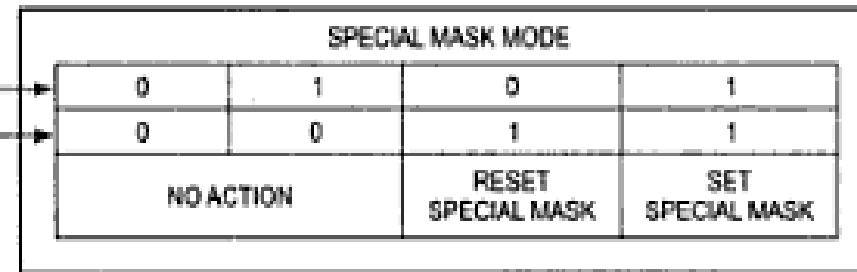 SPECIAL MASK MODE
0 1 0 1
0 0 1 1
NO ACTION RESET SPECIAL MASK SET SPECIAL MASK